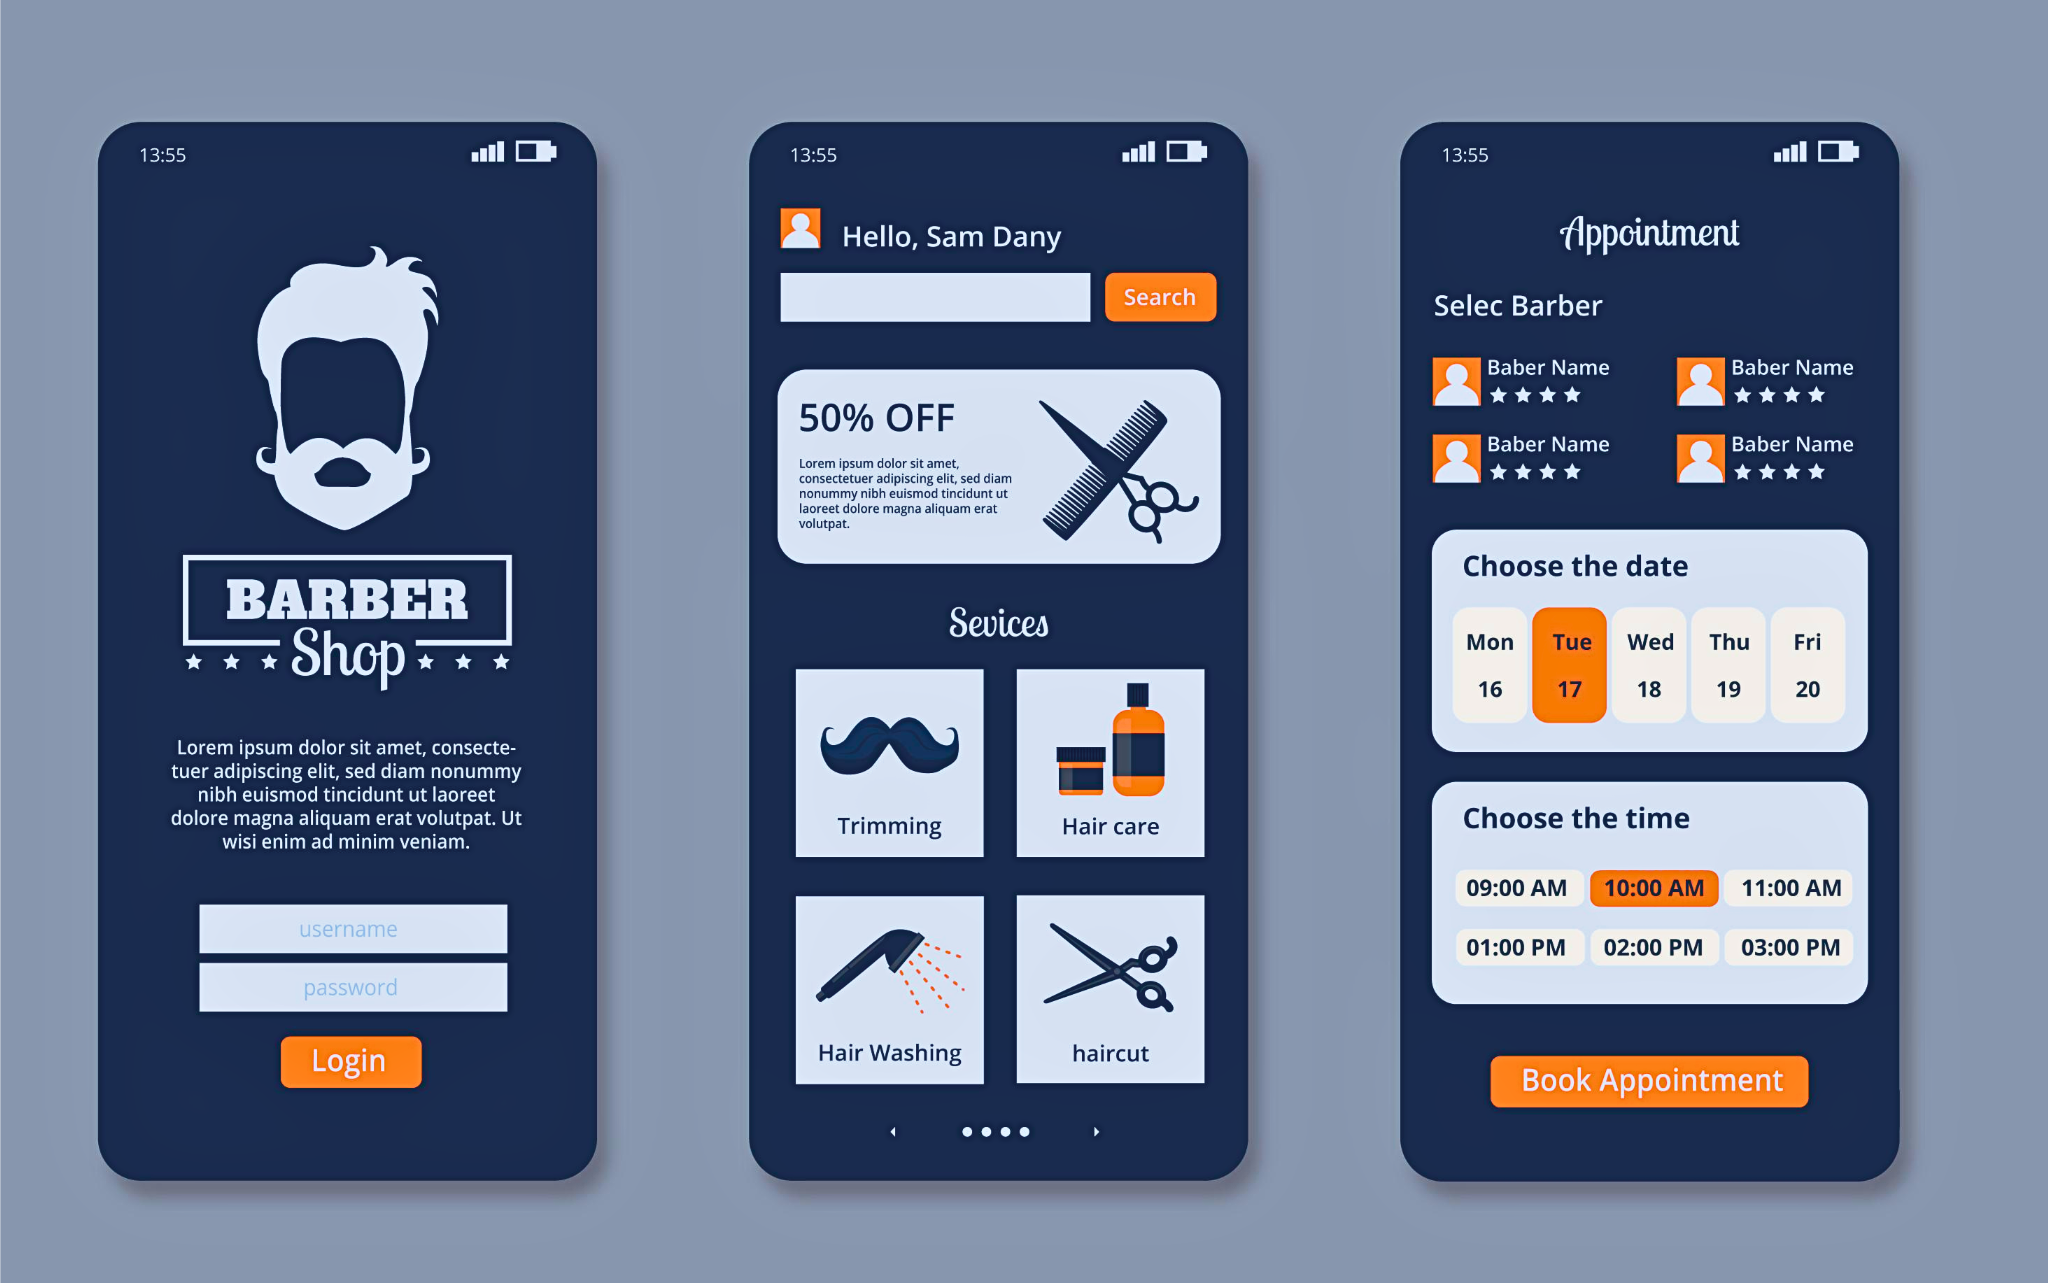 13:55
BARBER
Shop
Lorem ipsum dolor sit amet, consecte-
tuer adipiscing elit, sed diam nonummy
nibh euismod tincidunt ut laoreet
dolore magna aliquam erat volutpat. Ut
wisi enim ad minim veniam.
username
password
Login
13:55
Hello, Sam Dany
Search
50% OFF
Lorem ipsum dolor sit amet,
consectetuer adipiscing elit, sed diam
nonummy nibh euismod tincidunt ut
laoreet dolore magna aliquam erat
volutpat.
Sevices
Trimming
Hair care
Hair Washing
haircut
13:55
Appointment
Selec Barber
Baber Name
Baber Name
Baber Name
Baber Name
Choose the date
Mon Tue Wed Thu Fri
16 17 18 19 20
Choose the time
09:00 AM 10:00 AM 11:00 AM
01:00 PM 02:00 PM 03:00 PM
Book Appointment